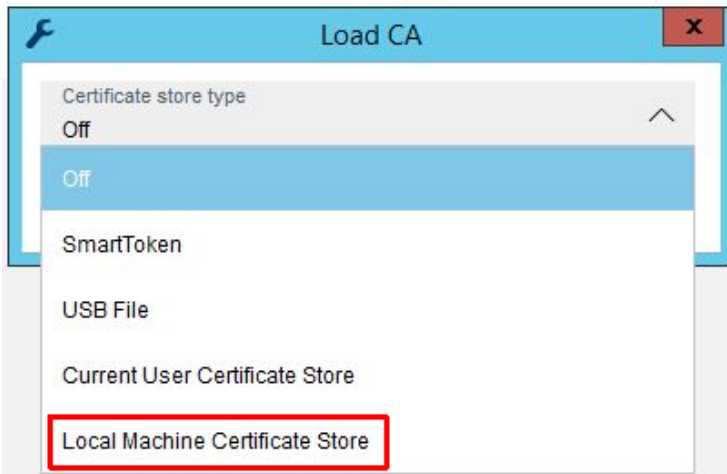 Load CA
x
Certificate store type
Off
Off
SmartToken
USB File
Current User Certificate Store
Local Machine Certificate Store